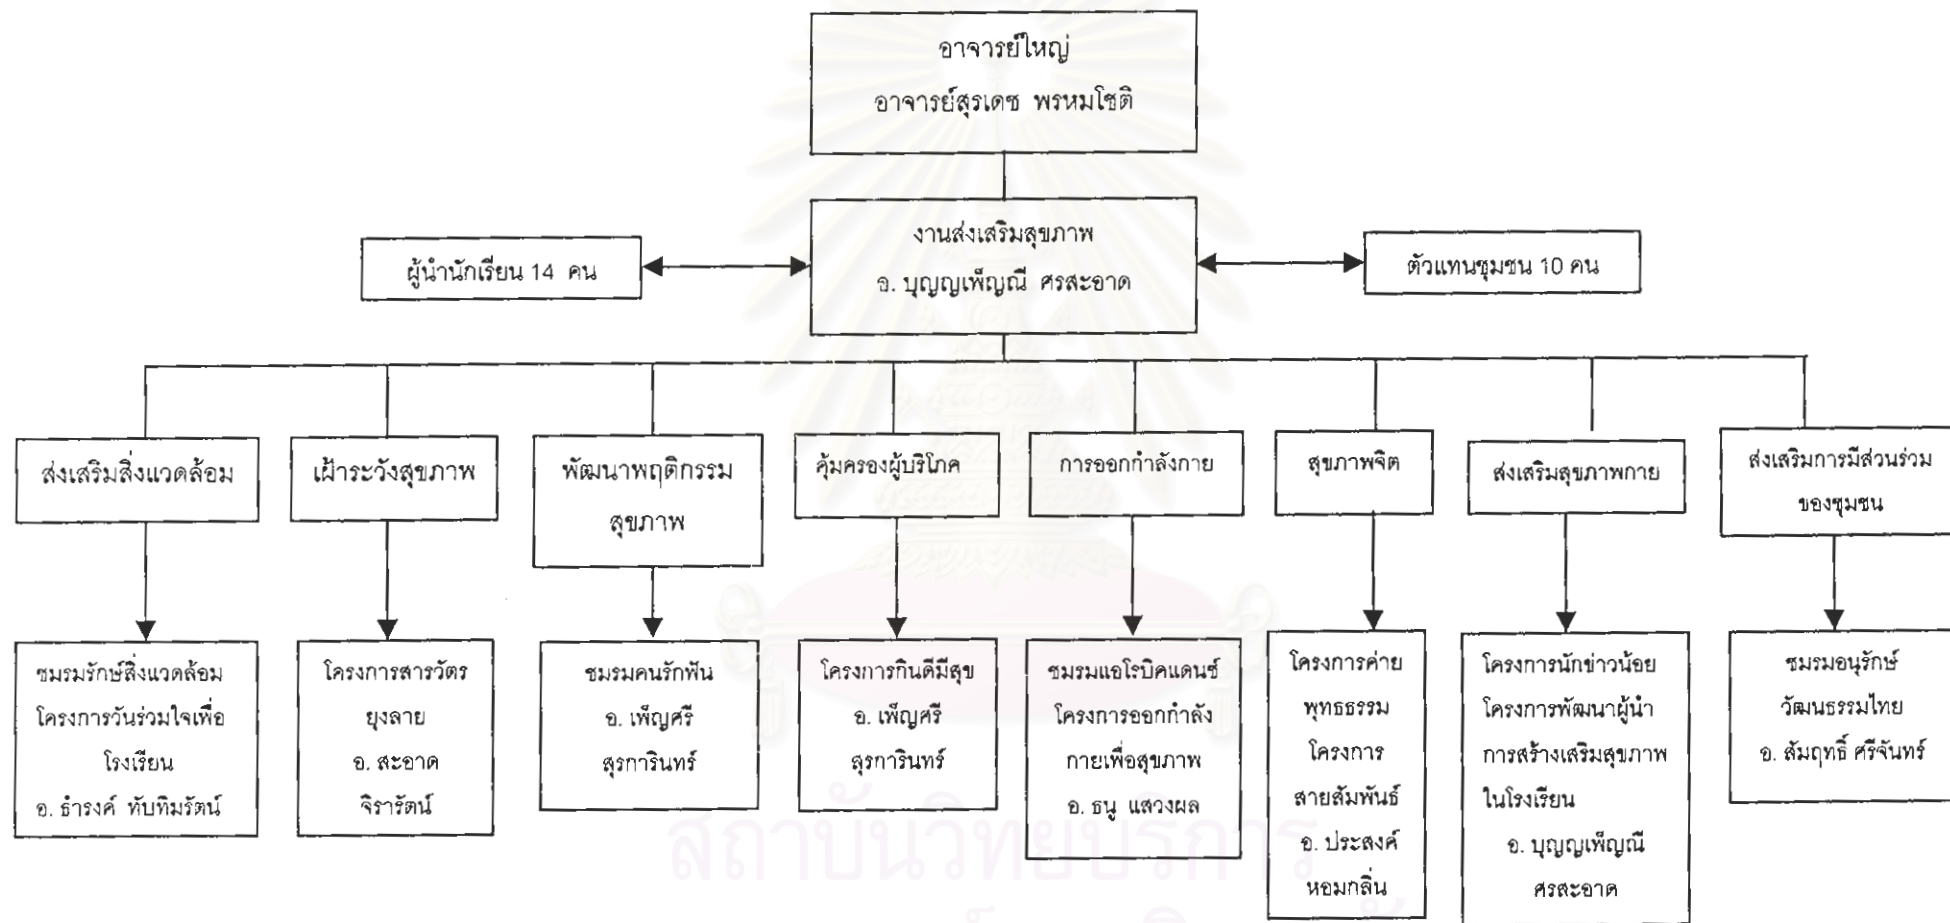 อาจารย์ใหญ่
อาจารย์สุรเดช พรหมโชติ
งานส่งเสริมสุขภาพ
อ. บุญญเพ็ญณี ศรสะอาด
ผู้นำนักเรียน 14 คน
ตัวแทนชุมชน 10 คน
ส่งเสริมสิ่งแวดล้อม
เฝ้าระวังสุขภาพ
พัฒนาพฤติกรรม
สุขภาพ
คุ้มครองผู้บริโภค
การออกกำลังกาย
สุขภาพจิต
ส่งเสริมสุขภาพกาย
ส่งเสริมการมีส่วนร่วม
ของชุมชน
ชมรมรักษ์สิ่งแวดล้อม
โครงการวันร่วมใจเพื่อ
โรงเรียน
อ. ธำรงค์ ทับทิมรัตน์
โครงการสารวัตร
ยุงลาย
อ. สะอาด
จิรารัตน์
ชมรมคนรักฟัน
อ. เพ็ญศรี
สุรการินทร์
โครงการกินดีมีสุข
อ. เพ็ญศรี
สุรการินทร์
ชมรมแอโรบิคแดนซ์
โครงการออกกำลัง
กายเพื่อสุขภาพ
อ. ธนู แสวงผล
โครงการค่าย
พุทธธรรม
โครงการ
สายสัมพันธ์
อ. ประสงค์
หอมกลิ่น
โครงการนักข่าวน้อย
โครงการพัฒนาผู้นำ
การสร้างเสริมสุขภาพ
ในโรงเรียน
อ. บุญญเพ็ญณี
ศรสะอาด
ชมรมอนุรักษ์
วัฒนธรรมไทย
อ. สัมฤทธิ์ ศรีจันทร์
สถาบันวิทยบริการ